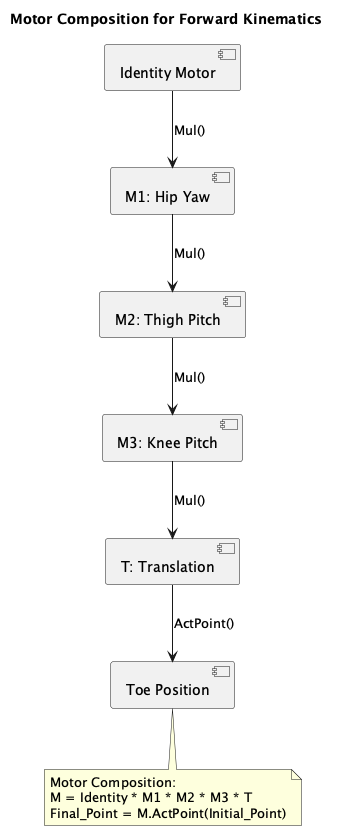 Motor Composition for Forward Kinematics
Identity Motor
Mul()
M1: Hip Yaw
Mul()
M2: Thigh Pitch
Mul()
M3: Knee Pitch
Mul()
T: Translation
ActPoint()
Toe Position
Motor Composition:
M = Identity * M1 * M2 * M3 * T
Final_Point = M.ActPoint(Initial_Point)